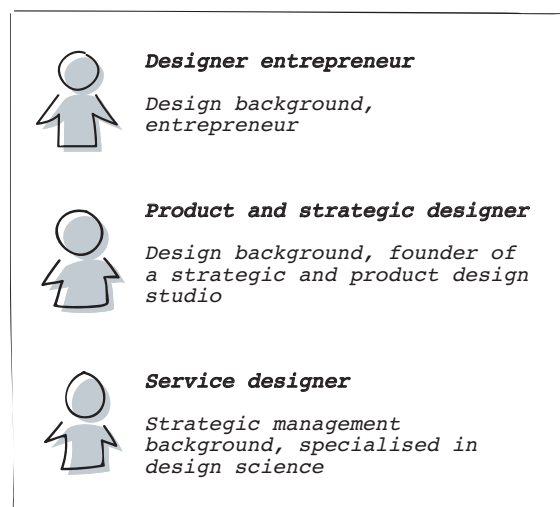 Designer entrepreneur
Design background,
entrepreneur
Product and strategic designer
Design background, founder of
a strategic and product design
studio
Service designer
Strategic management
background, specialised in
design science